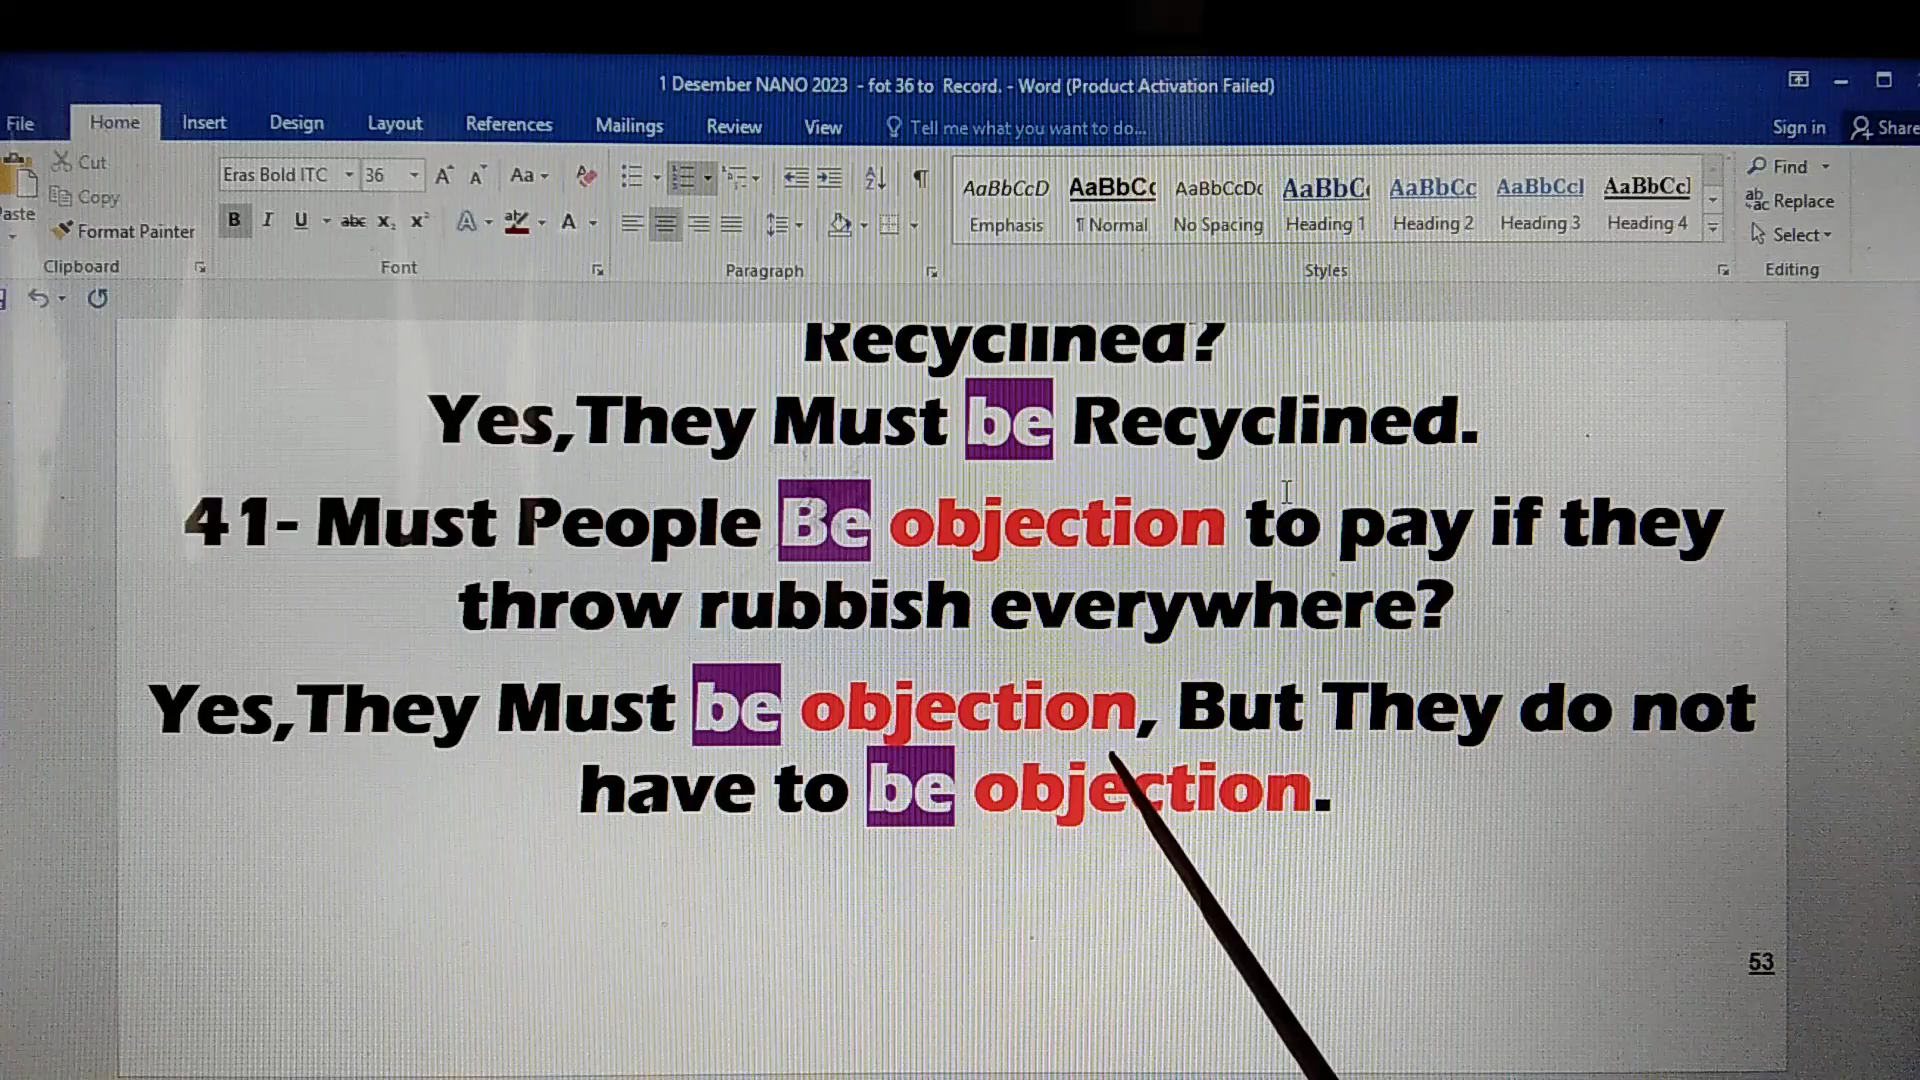 1 Desember NANO 2023 - fot 36 to Record. - Word (Product Activation Failed)
File Home Insert Design Layout References Mailings Review View Tell me what you want to do... Sign in Share
Cut
Copy
Format Painter
Clipboard
Eras Bold ITC 36
Font
Paragraph
AaBbCcD AaBbCc AaBbCcDc AaBbC AaBbCc AaBbCcI AaBbCcI
Emphasis ¶ Normal No Spacing Heading 1 Heading 2 Heading 3 Heading 4
Styles
Find
Replace
Select
Editing
Recyclined?
Yes,They Must be Recyclined.
41- Must People Be objection to pay if they
throw rubbish everywhere?
Yes,They Must be objection, But They do not
have to be objection.
53